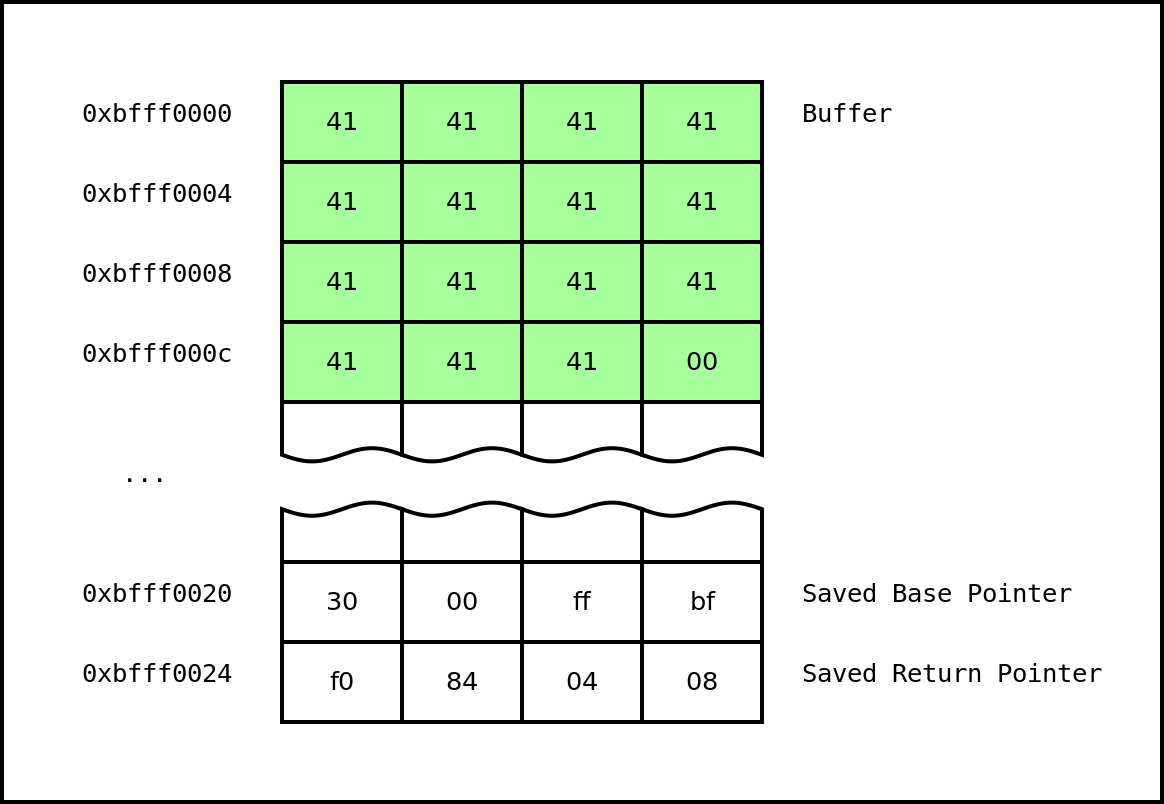 0xbfff0000 41 41 41 41 Buffer
0xbfff0004 41 41 41 41
0xbfff0008 41 41 41 41
0xbfff000c 41 41 41 00
...
0xbfff0020 30 00 ff bf Saved Base Pointer
0xbfff0024 f0 84 04 08 Saved Return Pointer